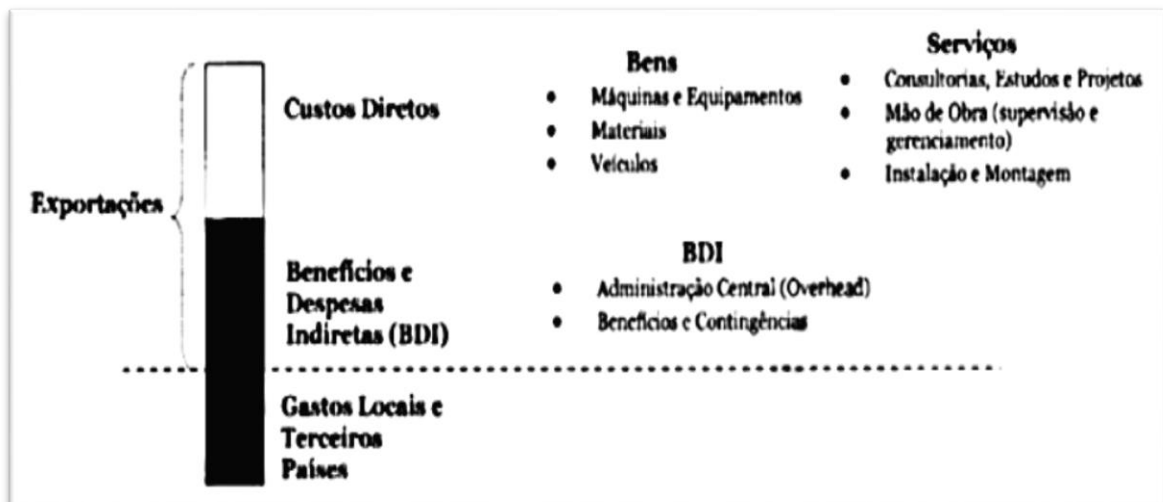 Exportações
Custos Diretos
Bens
• Máquinas e Equipamentos
• Materiais
• Veículos
Serviços
• Consultorias, Estudos e Projetos
• Mão de Obra (supervisão e
gerenciamento)
• Instalação e Montagem
Benefícios e
Despesas
Indiretas (BDI)
BDI
• Administração Central (Overhead)
• Benefícios e Contingências
Gastos Locais e
Terceiros
Países